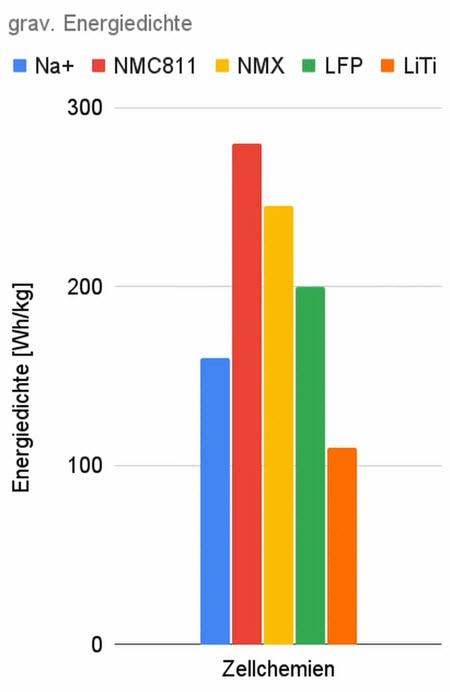 grav. Energiedichte
Na+ NMC811 NMX LFP LiTi
300
200
100
0
Energiedichte [Wh/kg]
Zellchemien